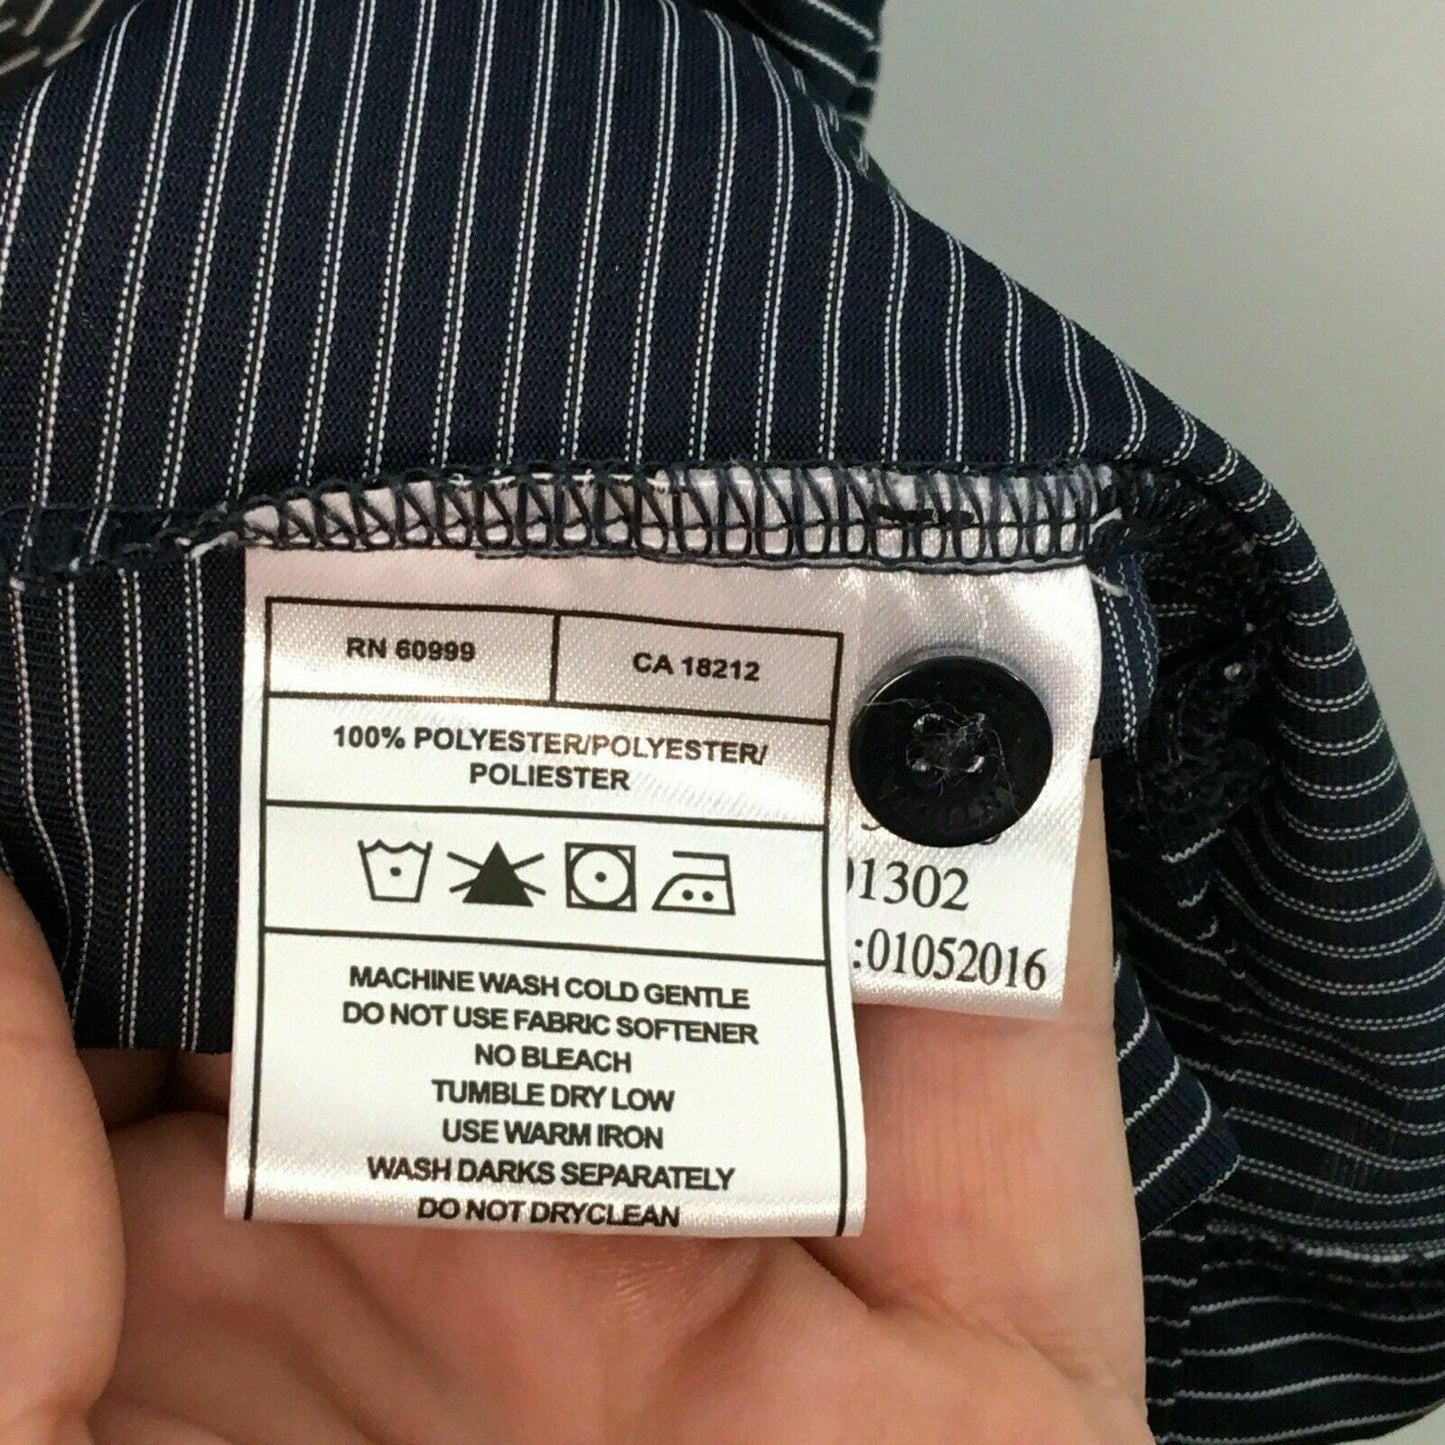 RN 60999
CA 18212
100% POLYESTER/POLYESTER/
POLIESTER
MACHINE WASH COLD GENTLE
DO NOT USE FABRIC SOFTENER
NO BLEACH
TUMBLE DRY LOW
USE WARM IRON
WASH DARKS SEPARATELY
DO NOT DRYCLEAN
1302
:01052016